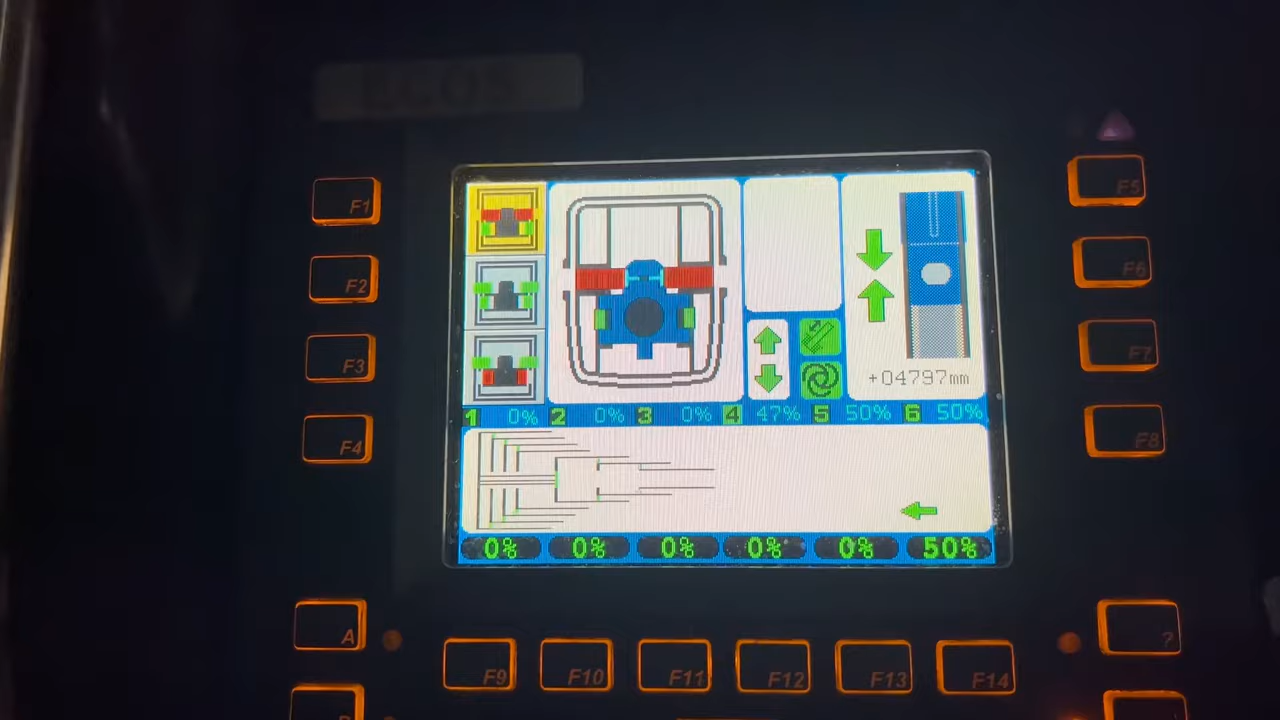 ECOS
F1
F2
F3
F4
F5
F6
F7
F8
+04797mm
1 0% 2 0% 3 0% 4 47% 5 50% 6 50%
0% 0% 0% 0% 0% 50%
A
?
F9 F10 F11 F12 F13 F14